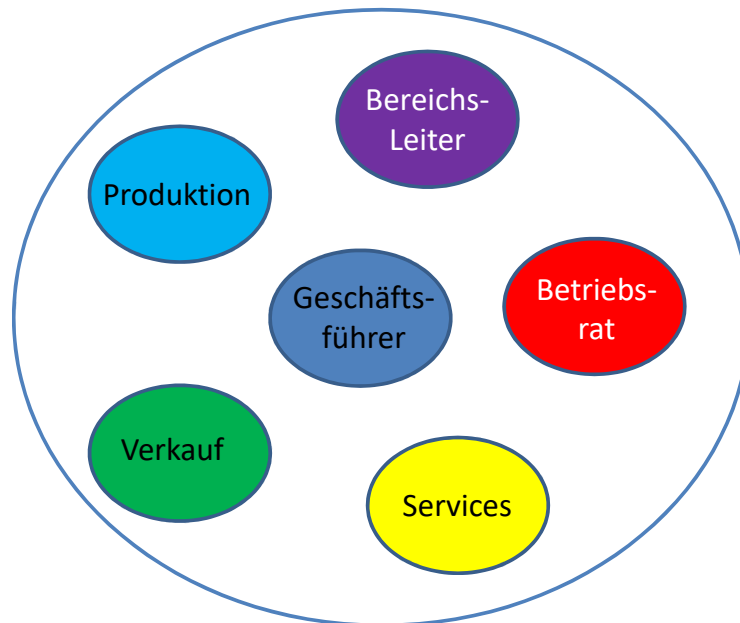 Bereichs-
Leiter
Produktion
Geschäfts-
führer
Betriebs-
rat
Verkauf
Services